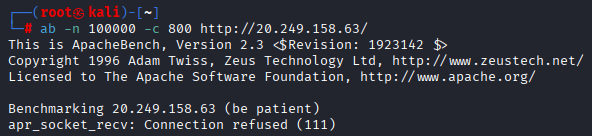 ┌──(root㉿kali)-[~]
└─# ab -n 100000 -c 800 http://20.249.158.63/
This is ApacheBench, Version 2.3 <$Revision: 1923142 $>
Copyright 1996 Adam Twiss, Zeus Technology Ltd, http://www.zeustech.net/
Licensed to The Apache Software Foundation, http://www.apache.org/

Benchmarking 20.249.158.63 (be patient)
apr_socket_recv: Connection refused (111)